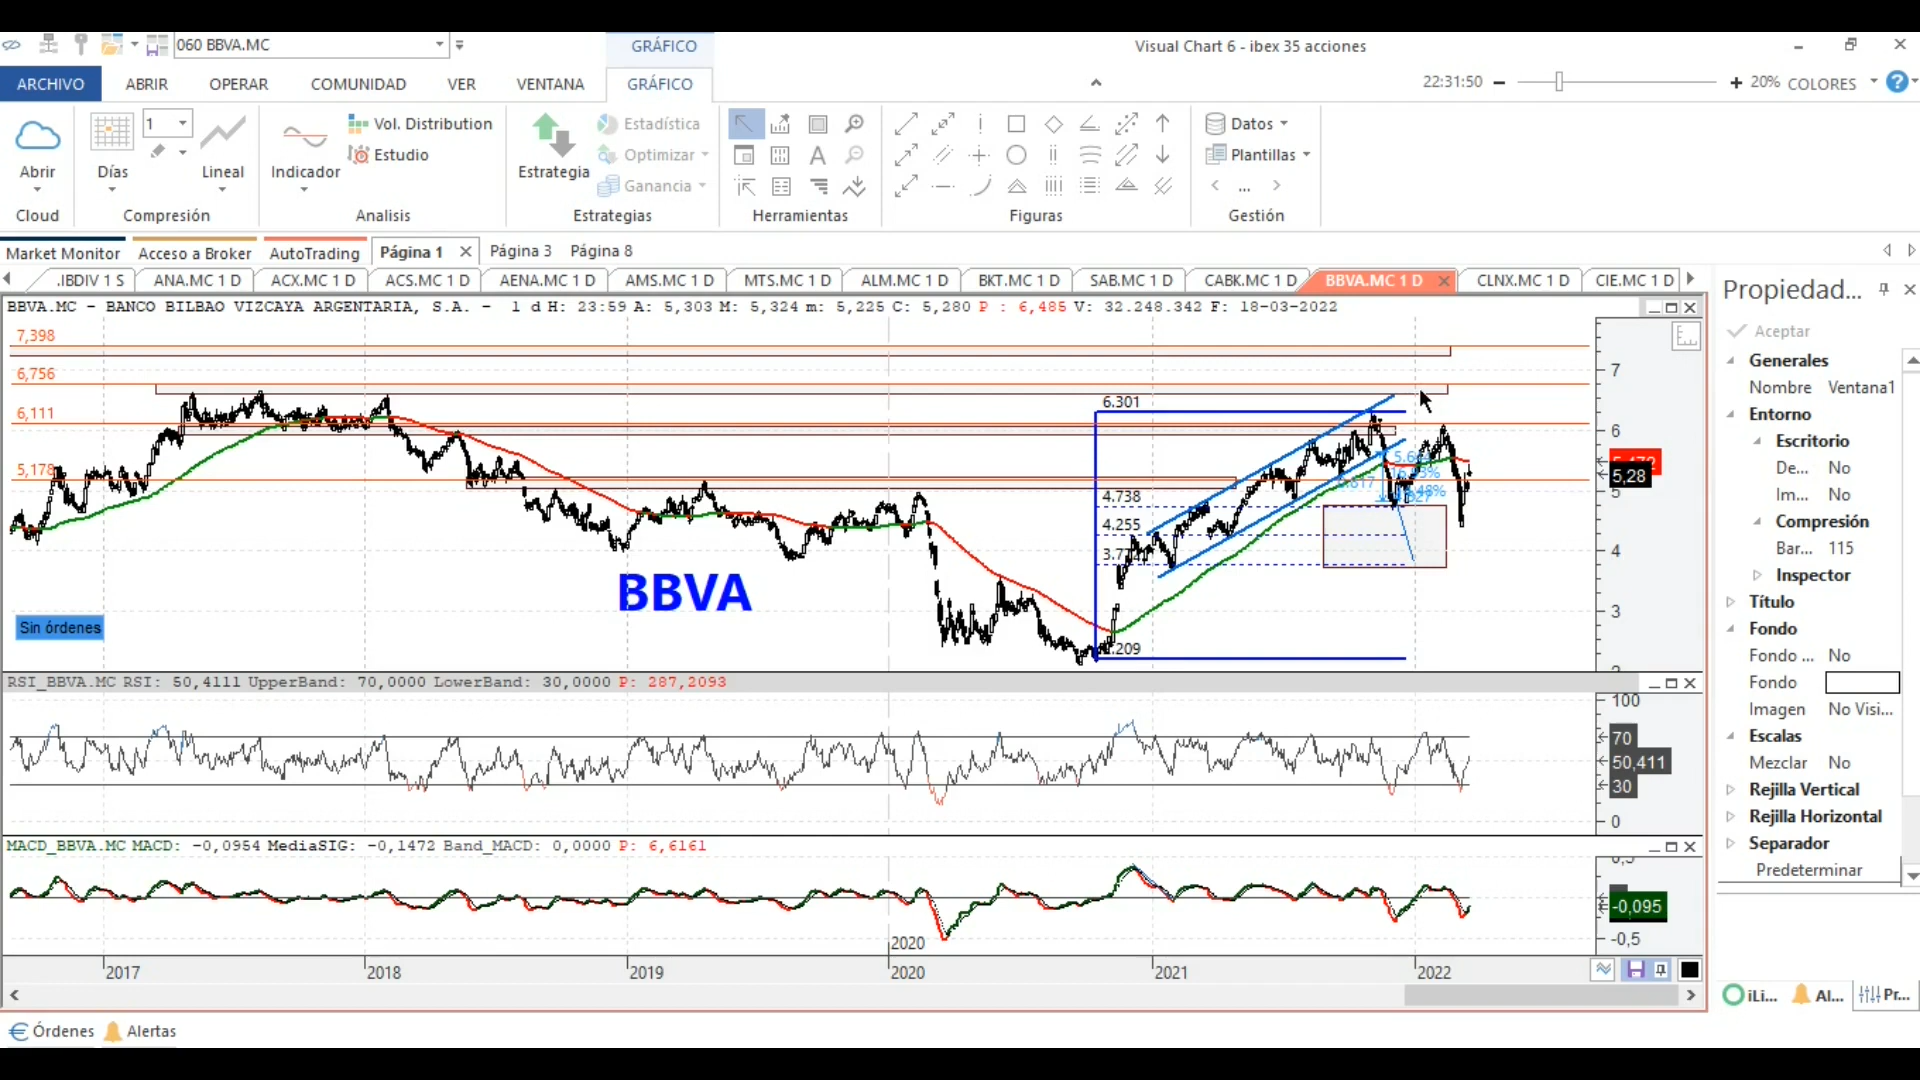 060 BBVA.MC
GRÁFICO
Visual Chart 6 - ibex 35 acciones
ARCHIVO ABRIR OPERAR COMUNIDAD VER VENTANA GRÁFICO
22:31:50 20% COLORES ?
1
Vol. Distribution Estadística Datos
Estudio Optimizar Plantillas
Abrir Días Lineal Indicador Estrategia Ganancia ...
Cloud Compresión Analisis Estrategias Herramientas Figuras Gestión
Market Monitor Acceso a Broker AutoTrading Página 1 Página 3 Página 8
.IBDIV 1 S ANA.MC 1 D ACX.MC 1 D ACS.MC 1 D AENA.MC 1 D AMS.MC 1 D MTS.MC 1 D ALM.MC 1 D BKT.MC 1 D SAB.MC 1 D CABK.MC 1 D BBVA.MC 1 D CLNX.MC 1 D CIE.MC 1 D
BBVA.MC - BANCO BILBAO VIZCAYA ARGENTARIA, S.A. - 1 d H: 23:59 A: 5,303 M: 5,324 m: 5,225 C: 5,280 P : 6,485 V: 32.248.342 F: 18-03-2022
7,398
6,756
7
6.301
6,111
6
5,178
5,28
4.738
5
4.255
4
BBVA
3
Sin órdenes
RSI_BBVA.MC RSI: 50,4111 UpperBand: 70,0000 LowerBand: 30,0000 P: 287,2093
100
70
50,411
30
0
MACD_BBVA.MC MACD: -0,0954 MediaSIG: -0,1472 Band_MACD: 0,0000 P: 6,6161
-0,095
-0,5
2020
2017 2018 2019 2020 2021 2022
Propiedad...
Aceptar
Generales
Nombre Ventana1
Entorno
Escritorio
De... No
Im... No
Compresión
Bar... 115
Inspector
Título
Fondo
Fondo ... No
Fondo
Imagen No Visi...
Escalas
Mezclar No
Rejilla Vertical
Rejilla Horizontal
Separador
Predeterminar
iLi... Al... Pr...
Órdenes Alertas